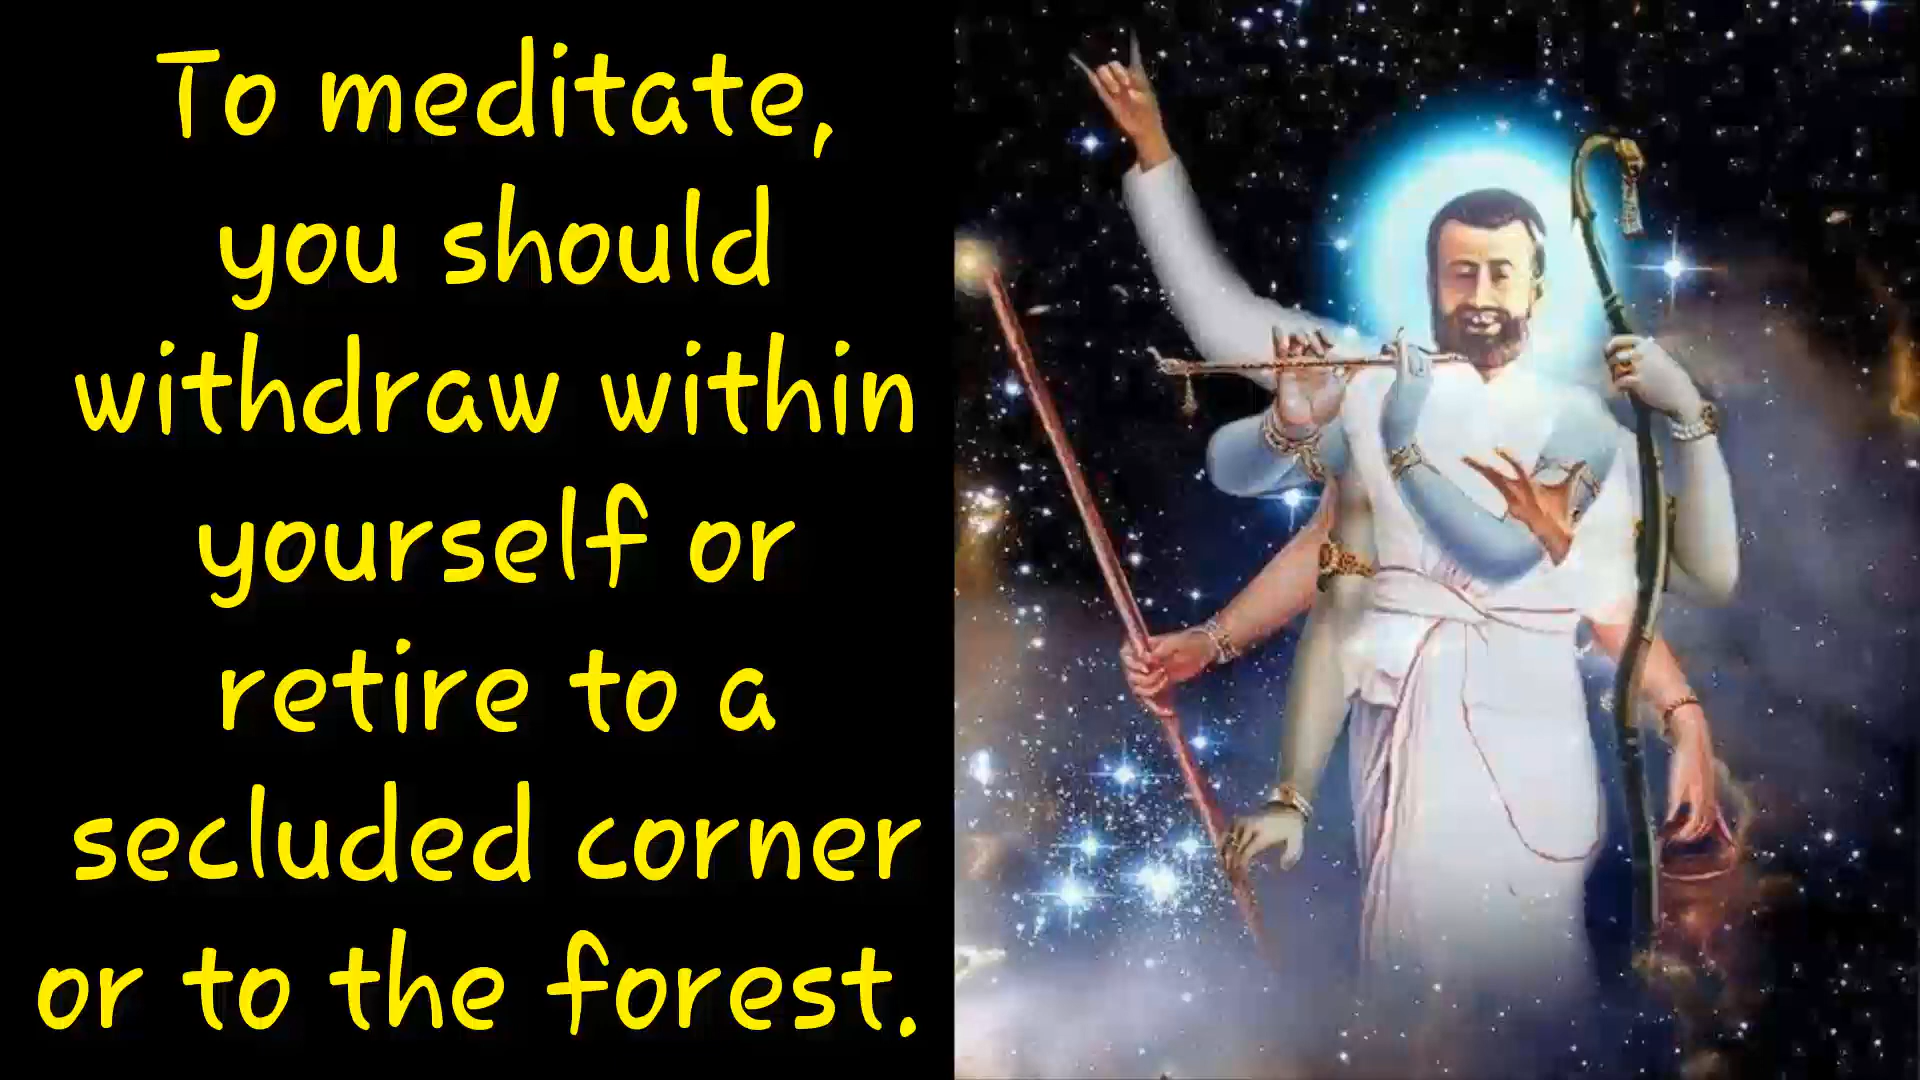 To meditate,
you should
withdraw within
yourself or
retire to a
secluded corner
or to the forest.